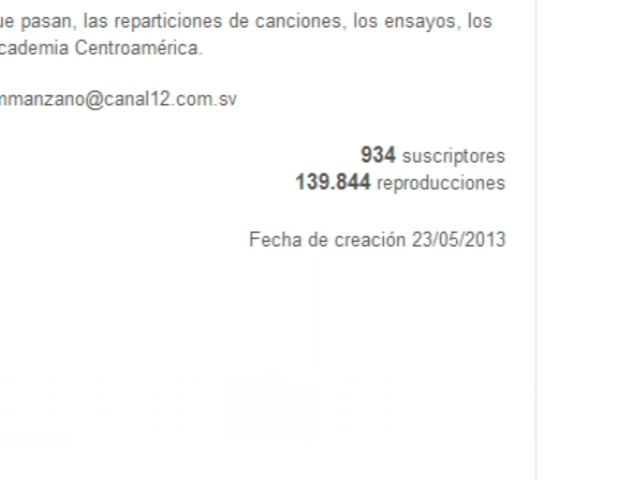 ue pasan, las reparticiones de canciones, los ensayos, los
cademia Centroamérica.
mmanzano@canal12.com.sv
934 suscriptores
139.844 reproducciones
Fecha de creación 23/05/2013